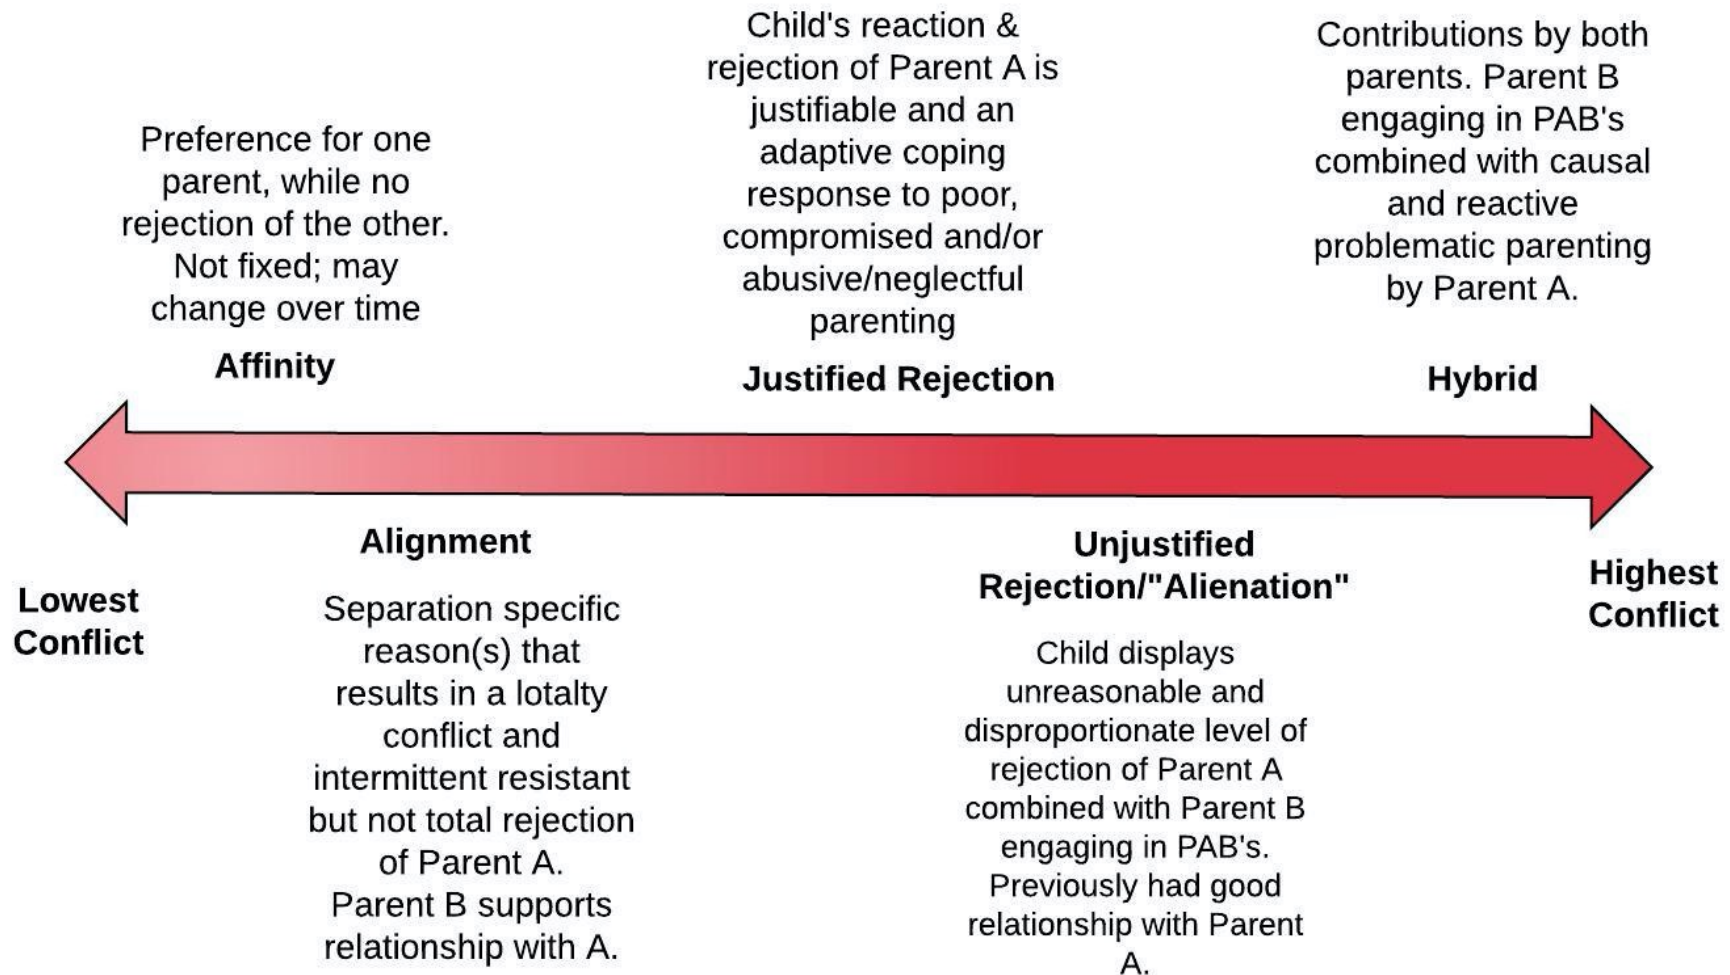 Preference for one
parent, while no
rejection of the other.
Not fixed; may
change over time
Affinity
Child's reaction &
rejection of Parent A is
justifiable and an
adaptive coping
response to poor,
compromised and/or
abusive/neglectful
parenting
Justified Rejection
Contributions by both
parents. Parent B
engaging in PAB's
combined with causal
and reactive
problematic parenting
by Parent A.
Hybrid
Lowest
Conflict
Alignment
Separation specific
reason(s) that
results in a lotalty
conflict and
intermittent resistant
but not total rejection
of Parent A.
Parent B supports
relationship with A.
Unjustified
Rejection/"Alienation"
Child displays
unreasonable and
disproportionate level of
rejection of Parent A
combined with Parent B
engaging in PAB's.
Previously had good
relationship with Parent
A.
Highest
Conflict